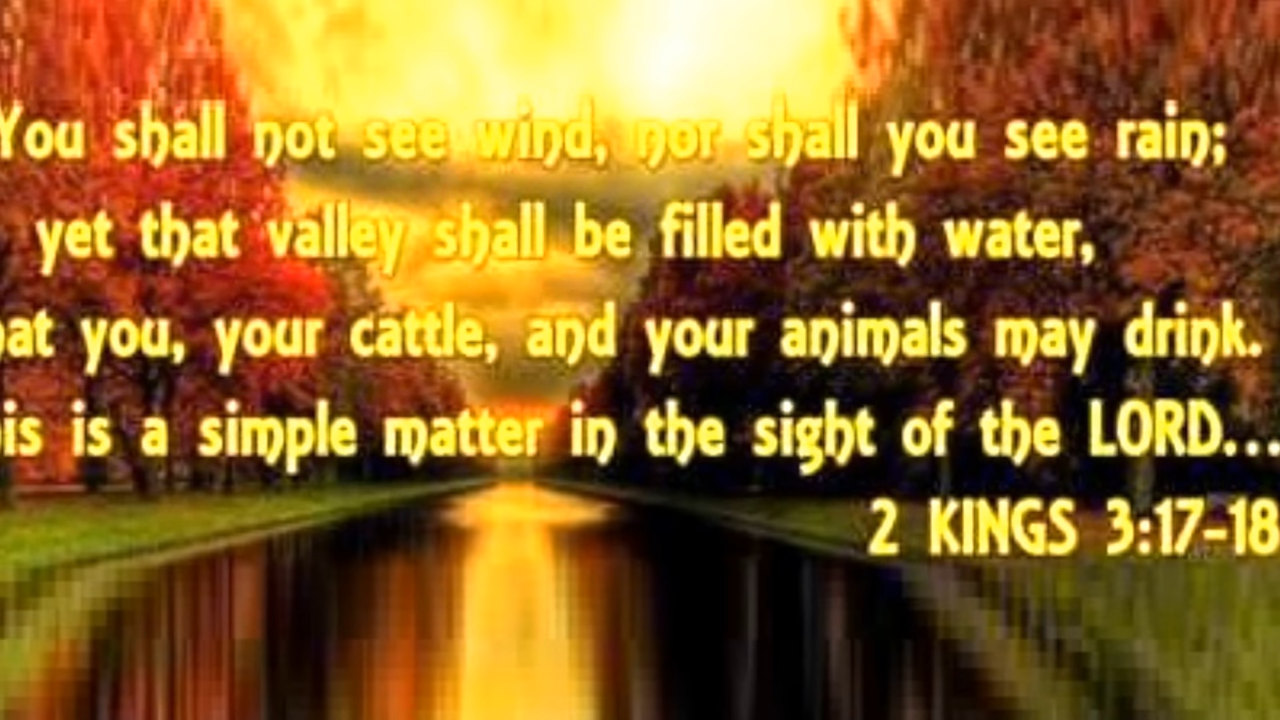 You shall not see wind, nor shall you see rain;
yet that valley shall be filled with water,
hat you, your cattle, and your animals may drink.
his is a simple matter in the sight of the LORD...
2 KINGS 3:17-18